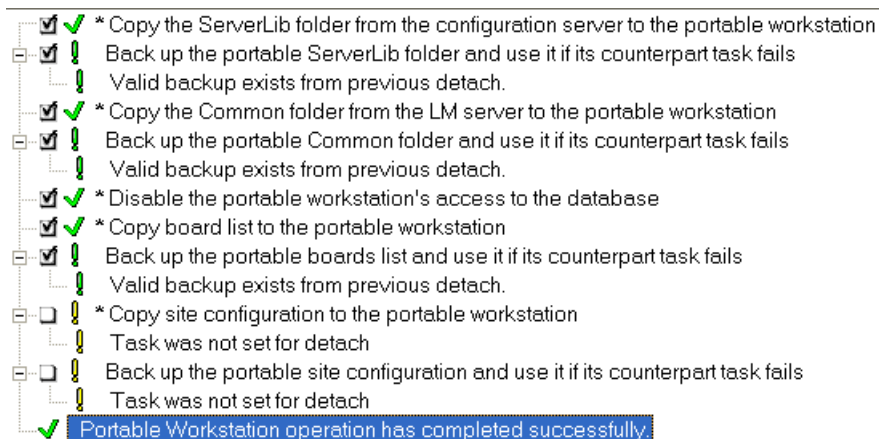 * Copy the ServerLib folder from the configuration server to the portable workstation
Back up the portable ServerLib folder and use it if its counterpart task fails
Valid backup exists from previous detach.
* Copy the Common folder from the LM server to the portable workstation
Back up the portable Common folder and use it if its counterpart task fails
Valid backup exists from previous detach.
* Disable the portable workstation's access to the database
* Copy board list to the portable workstation
Back up the portable boards list and use it if its counterpart task fails
Valid backup exists from previous detach.
* Copy site configuration to the portable workstation
Task was not set for detach
Back up the portable site configuration and use it if its counterpart task fails
Task was not set for detach
Portable Workstation operation has completed successfully.